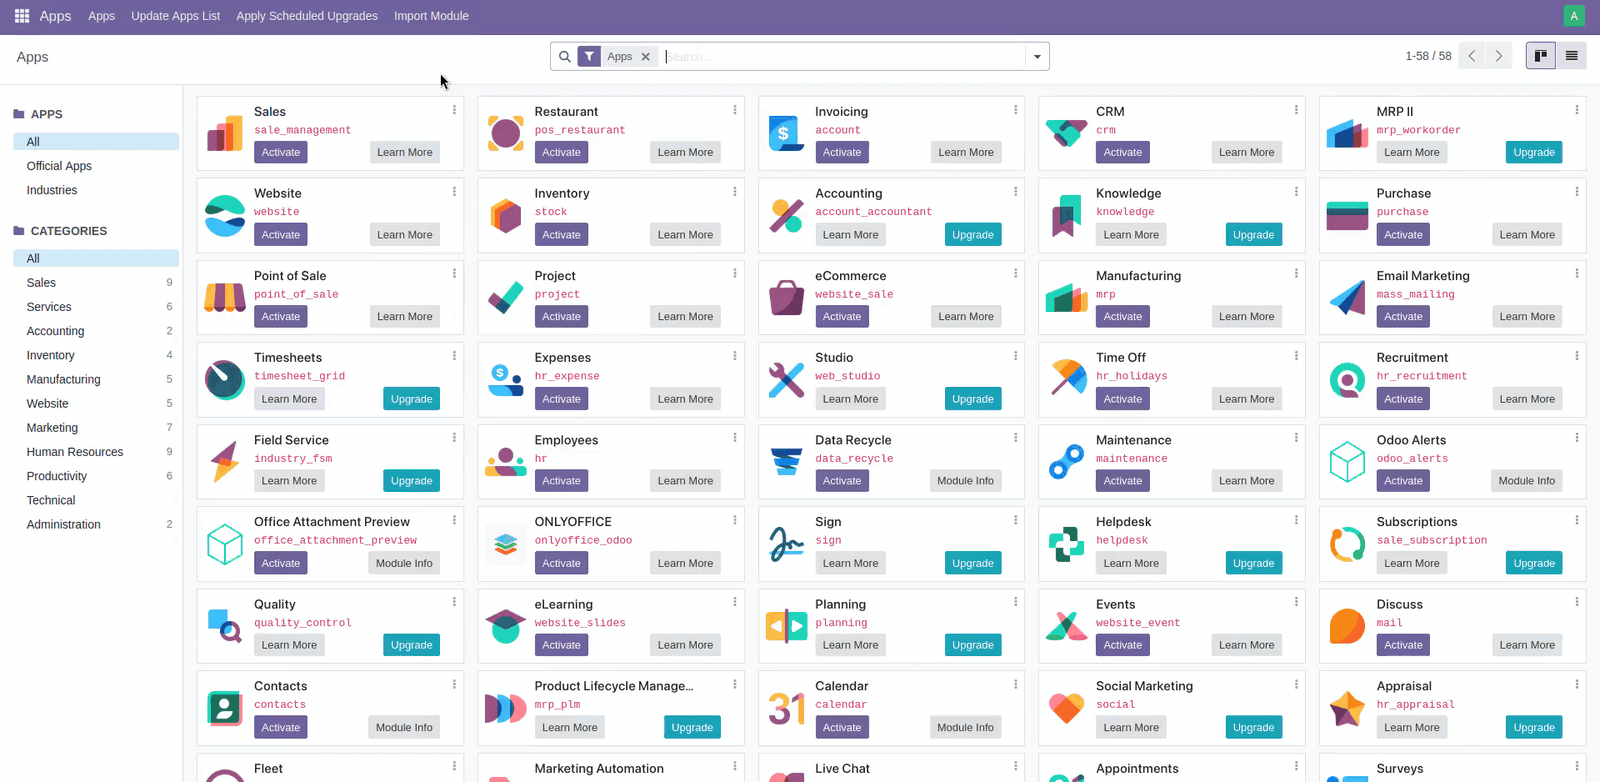 Apps Apps Update Apps List Apply Scheduled Upgrades Import Module A
Apps Apps Search... 1-58 / 58
APPS
All
Official Apps
Industries
CATEGORIES
All
Sales 9
Services 6
Accounting 2
Inventory 4
Manufacturing 5
Website 5
Marketing 7
Human Resources 9
Productivity 6
Technical
Administration 2
Sales
sale_management
Activate Learn More
Restaurant
pos_restaurant
Activate Learn More
Invoicing
account
Activate Learn More
CRM
crm
Activate Learn More
MRP II
mrp_workorder
Learn More Upgrade
Website
website
Activate Learn More
Inventory
stock
Activate Learn More
Accounting
account_accountant
Learn More Upgrade
Knowledge
knowledge
Learn More Upgrade
Purchase
purchase
Activate Learn More
Point of Sale
point_of_sale
Activate Learn More
Project
project
Activate Learn More
eCommerce
website_sale
Activate Learn More
Manufacturing
mrp
Activate Learn More
Email Marketing
mass_mailing
Activate Learn More
Timesheets
timesheet_grid
Learn More Upgrade
Expenses
hr_expense
Activate Learn More
Studio
web_studio
Learn More Upgrade
Time Off
hr_holidays
Activate Learn More
Recruitment
hr_recruitment
Activate Learn More
Field Service
industry_fsm
Learn More Upgrade
Employees
hr
Activate Learn More
Data Recycle
data_recycle
Activate Module Info
Maintenance
maintenance
Activate Learn More
Odoo Alerts
odoo_alerts
Activate Module Info
Office Attachment Preview
office_attachment_preview
Activate Module Info
ONLYOFFICE
onlyoffice_odoo
Activate Learn More
Sign
sign
Learn More Upgrade
Helpdesk
helpdesk
Learn More Upgrade
Subscriptions
sale_subscription
Learn More Upgrade
Quality
quality_control
Learn More Upgrade
eLearning
website_slides
Activate Learn More
Planning
planning
Learn More Upgrade
Events
website_event
Activate Learn More
Discuss
mail
Activate Learn More
Contacts
contacts
Activate Module Info
Product Lifecycle Manage...
mrp_plm
Learn More Upgrade
31
Calendar
calendar
Activate Module Info
Social Marketing
social
Learn More Upgrade
Appraisal
hr_appraisal
Learn More Upgrade
Fleet
Marketing Automation
Live Chat
Appointments
Surveys